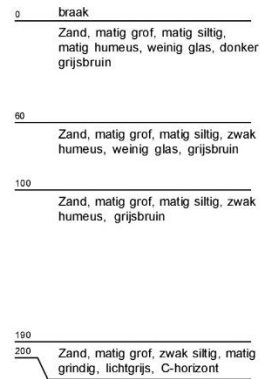 0 braak
Zand, matig grof, matig siltig,
matig humeus, weinig glas, donker
grijsbruin
60
Zand, matig grof, matig siltig, zwak
humeus, weinig glas, grijsbruin
100
Zand, matig grof, matig siltig, zwak
humeus, grijsbruin
190
200
Zand, matig grof, zwak siltig, matig
grindig, lichtgrijs, C-horizont